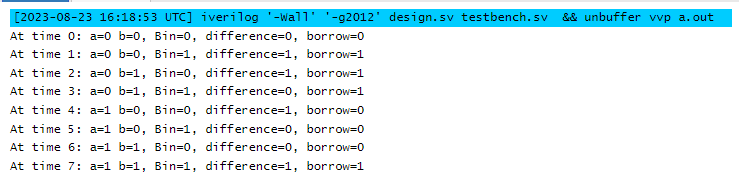 [2023-08-23 16:18:53 UTC] iverilog '-Wall' '-g2012' design.sv testbench.sv && unbuffer vvp a.out
At time 0: a=0 b=0, Bin=0, difference=0, borrow=0
At time 1: a=0 b=0, Bin=1, difference=1, borrow=1
At time 2: a=0 b=1, Bin=0, difference=1, borrow=1
At time 3: a=0 b=1, Bin=1, difference=0, borrow=1
At time 4: a=1 b=0, Bin=0, difference=1, borrow=0
At time 5: a=1 b=0, Bin=1, difference=0, borrow=0
At time 6: a=1 b=1, Bin=0, difference=0, borrow=0
At time 7: a=1 b=1, Bin=1, difference=1, borrow=1